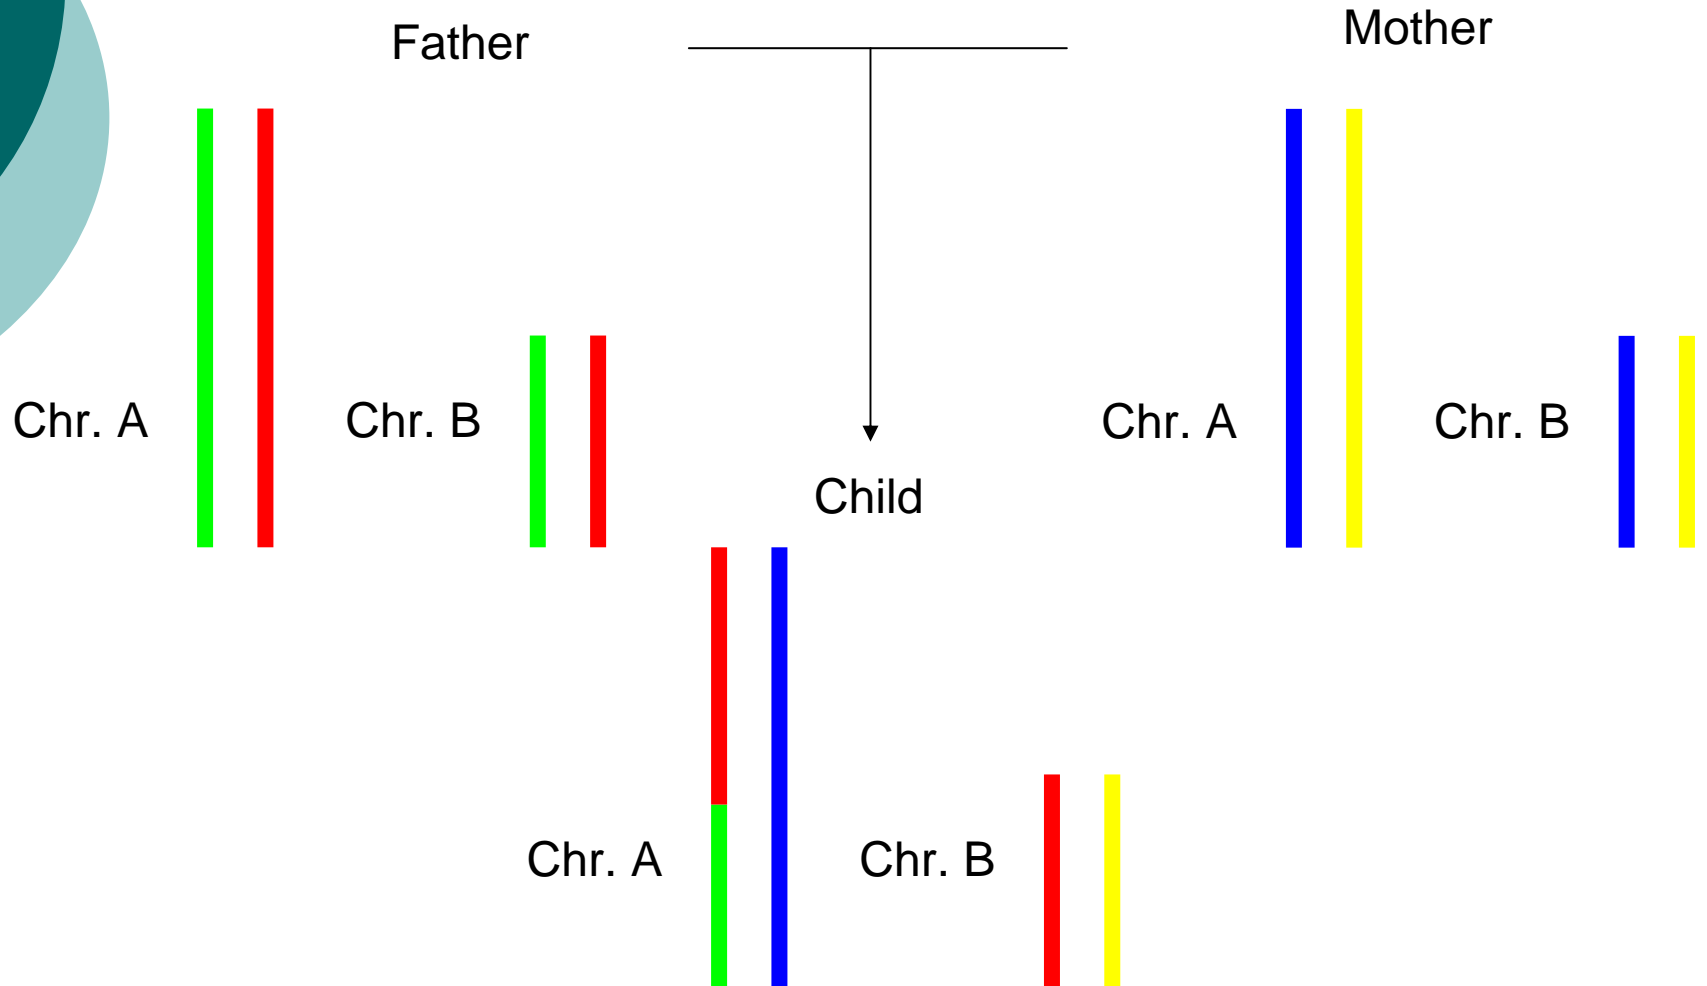 Father
Mother
Chr. A
Chr. B
Chr. A
Chr. B
Child
Chr. A
Chr. B